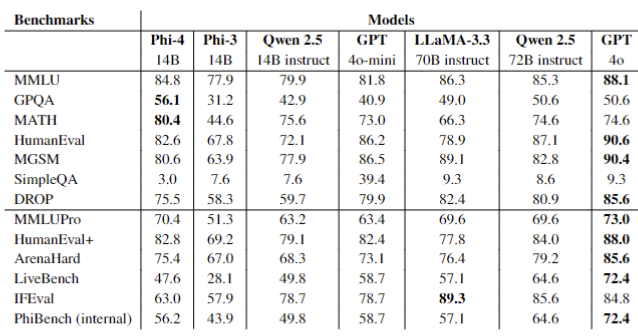 Benchmarks Models
Phi-4 Phi-3 Qwen 2.5 GPT LLaMA-3.3 Qwen 2.5 GPT
14B 14B 14B instruct 4o-mini 70B instruct 72B instruct 4o
MMLU 84.8 77.9 79.9 81.8 86.3 85.3 88.1
GPQA 56.1 31.2 42.9 40.9 49.0 50.6 50.6
MATH 80.4 44.6 75.6 73.0 66.3 74.6 74.6
HumanEval 82.6 67.8 72.1 86.2 78.9 87.1 90.6
MGSM 80.6 63.9 77.9 86.5 89.1 82.8 90.4
SimpleQA 3.0 7.6 7.6 39.4 9.3 8.6 9.3
DROP 75.5 58.3 59.7 79.9 82.4 80.9 85.6
MMLUPro 70.4 51.3 63.2 63.4 69.6 69.6 73.0
HumanEval+ 82.8 69.2 79.1 82.4 77.8 84.0 88.0
ArenaHard 75.4 67.0 68.3 73.1 76.4 79.2 85.6
LiveBench 47.6 28.1 49.8 58.7 57.1 64.6 72.4
IFEval 63.0 57.9 78.7 78.7 89.3 85.6 84.8
PhiBench (internal) 56.2 43.9 49.8 58.7 57.1 64.6 72.4